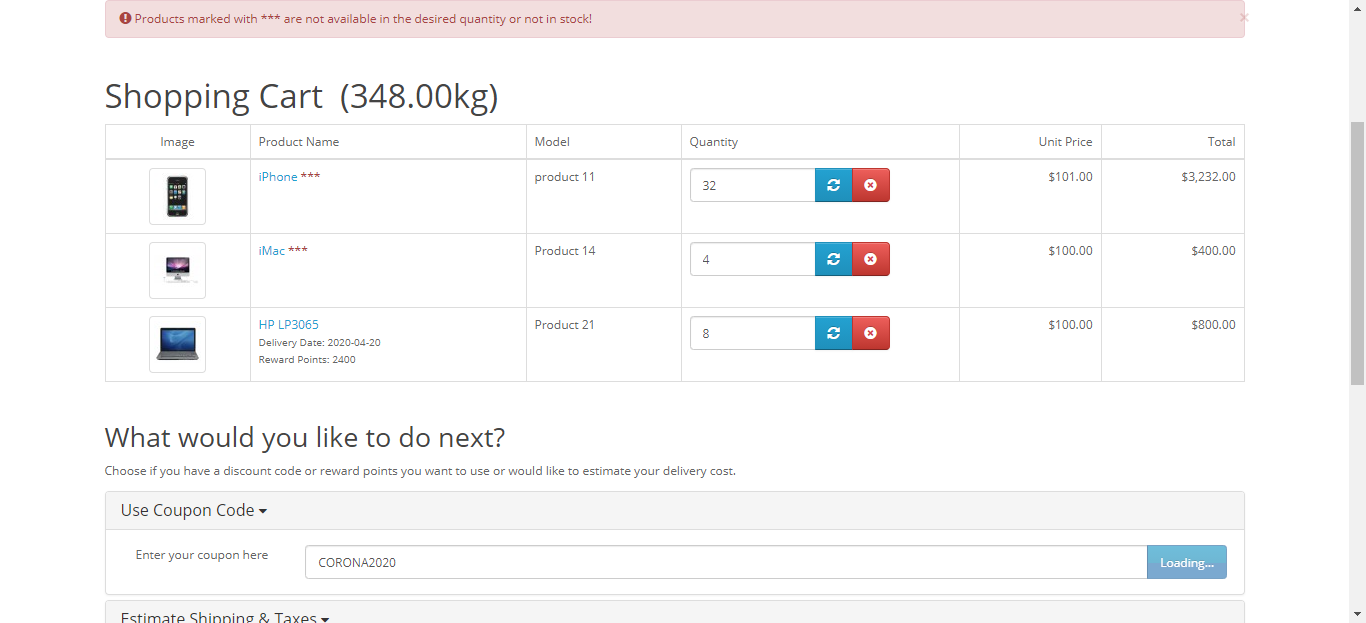 Products marked with *** are not available in the desired quantity or not in stock!
×
Shopping Cart (348.00kg)
Image Product Name Model Quantity Unit Price Total
iPhone *** product 11 32 $101.00 $3,232.00
iMac *** Product 14 4 $100.00 $400.00
HP LP3065 Product 21 8 $100.00 $800.00
Delivery Date: 2020-04-20
Reward Points: 2400
What would you like to do next?
Choose if you have a discount code or reward points you want to use or would like to estimate your delivery cost.
Use Coupon Code
Enter your coupon here CORONA2020 Loading...
Estimate Shipping & Taxes